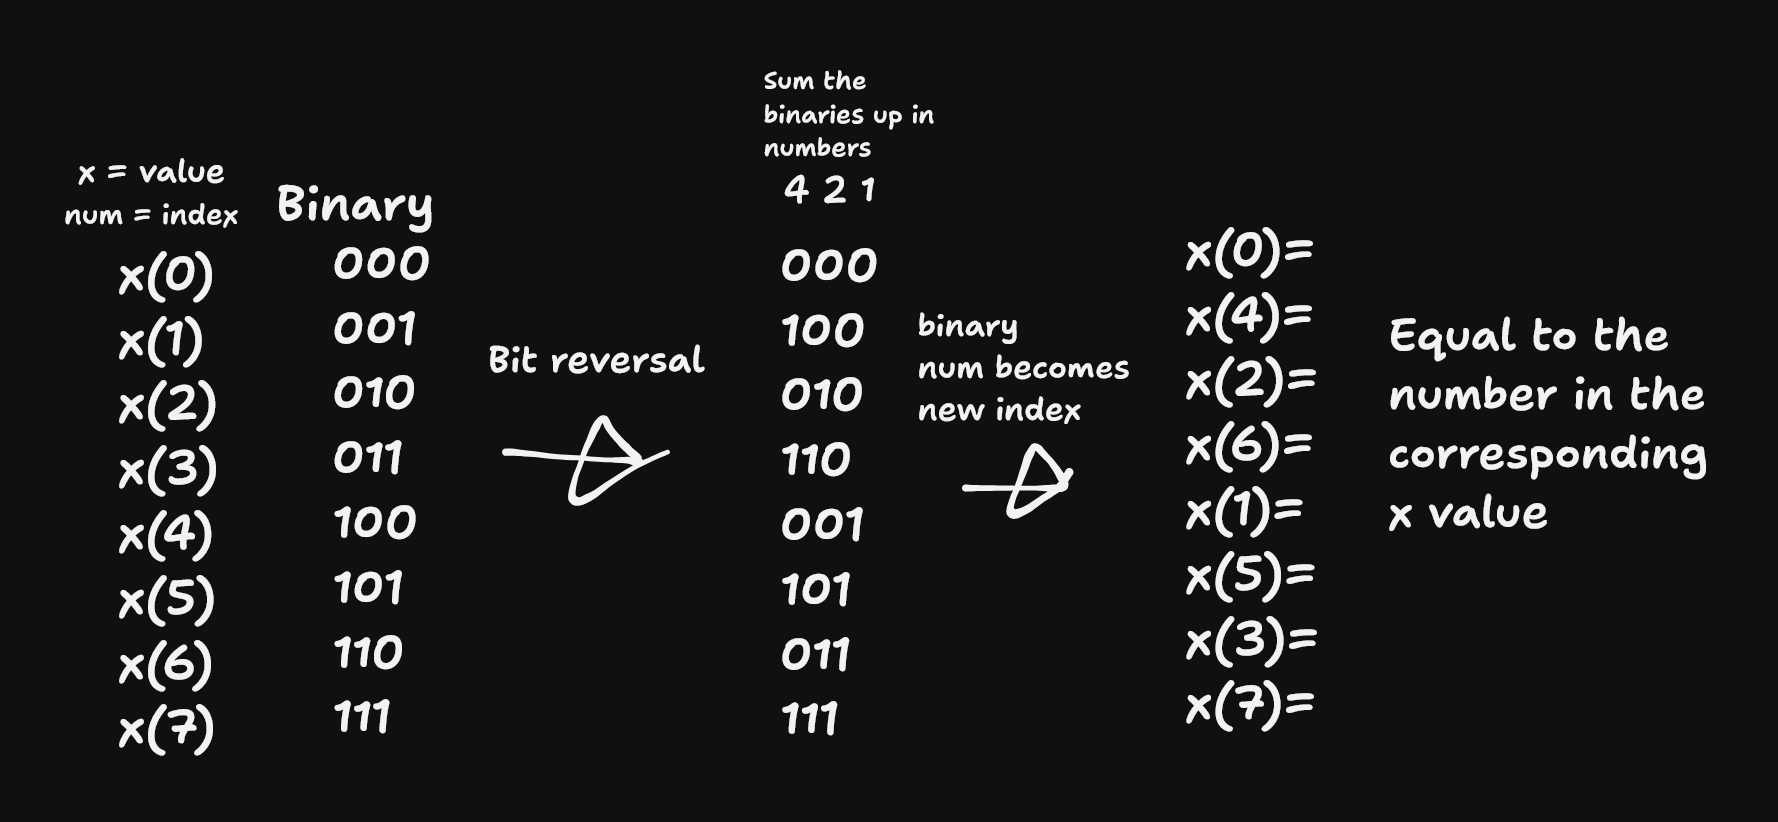 x = value
num = index
x(0)
x(1)
x(2)
x(3)
x(4)
x(5)
x(6)
x(7)
Binary
000
001
010
011
100
101
110
111
Bit reversal
Sum the
binaries up in
numbers
4 2 1
000
100
010
110
001
101
011
111
binary
num becomes
new index
x(0)=
x(4)=
x(2)=
x(6)=
x(1)=
x(5)=
x(3)=
x(7)=
Equal to the
number in the
corresponding
x value